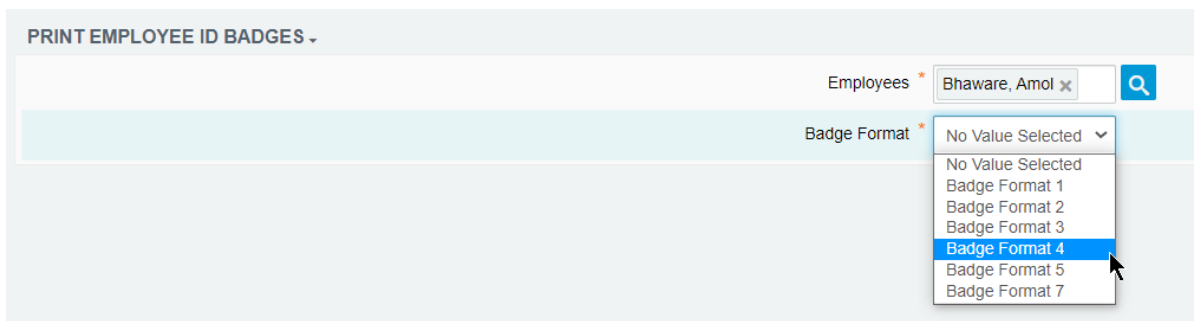 PRINT EMPLOYEE ID BADGES
Employees * Bhaware, Amol ×
Badge Format * No Value Selected
No Value Selected
Badge Format 1
Badge Format 2
Badge Format 3
Badge Format 4
Badge Format 5
Badge Format 7